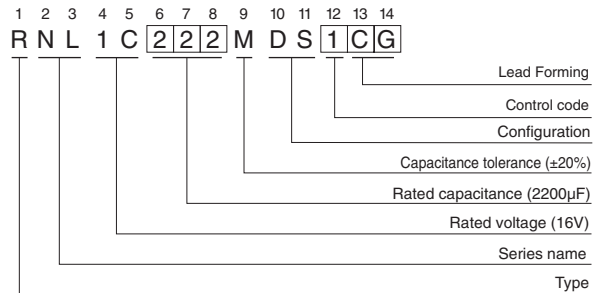 1 2 3 4 5 6 7 8 9 10 11 12 13 14
R N L 1 C 2 2 2 M D S 1 C G
Lead Forming
Control code
Configuration
Capacitance tolerance (±20%)
Rated capacitance (2200µF)
Rated voltage (16V)
Series name
Type